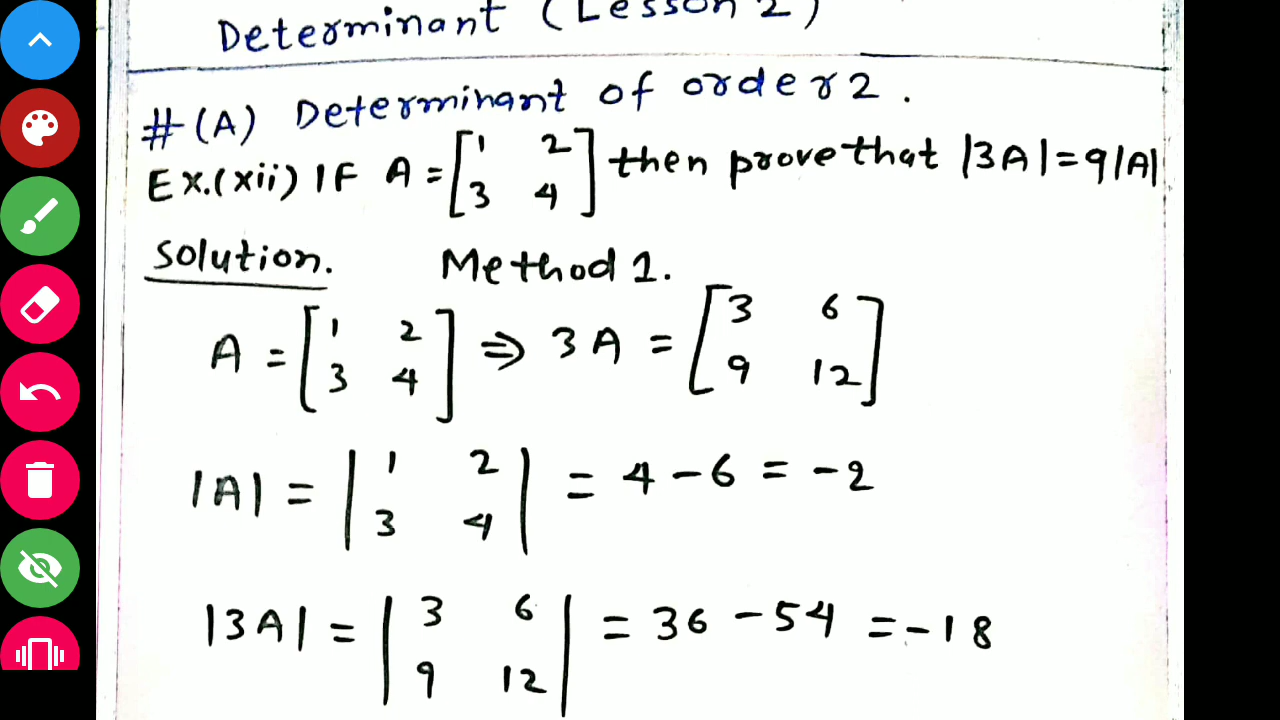 Determinant (Lesson 2)
# (A) Determinant of order 2.
Ex.(xii) IF A = [1 2 3 4] then prove that |3A| = 9|A|
Solution. Method 1.
A = [1 2 3 4] ⇒ 3A = [3 6 9 12]
|A| = |1 2 3 4| = 4 - 6 = -2
|3A| = |3 6 9 12| = 36 - 54 = -18